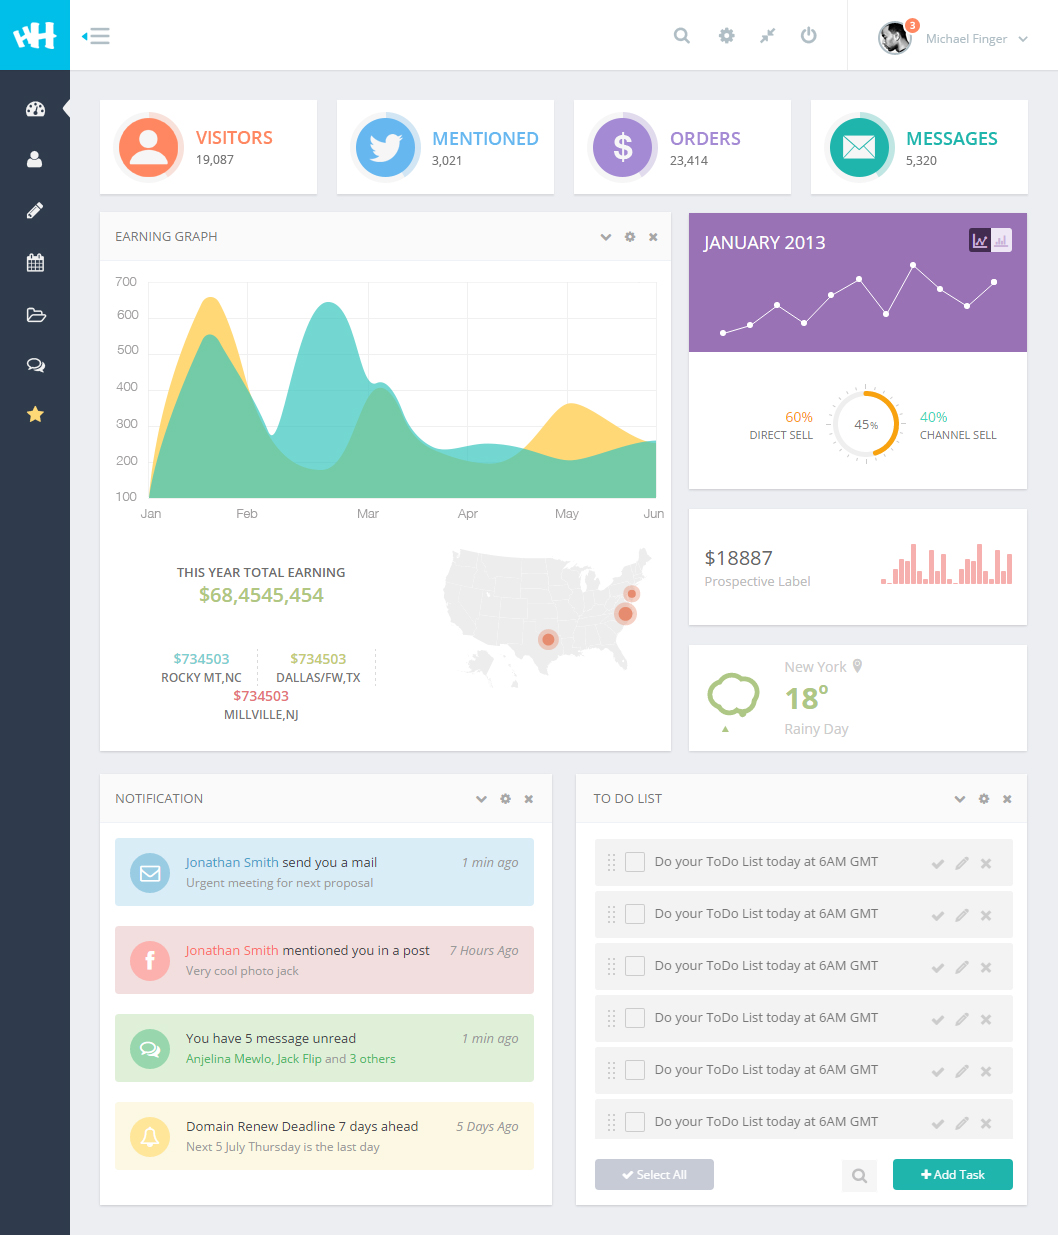 3
Michael Finger
VISITORS
19,087
MENTIONED
3,021
$
ORDERS
23,414
MESSAGES
5,320
EARNING GRAPH
700
600
500
400
300
200
100
Jan Feb Mar Apr May Jun
THIS YEAR TOTAL EARNING
$68,4545,454
$734503
ROCKY MT,NC
$734503
DALLAS/FW,TX
$734503
MILLVILLE,NJ
JANUARY 2013
60%
DIRECT SELL
45%
40%
CHANNEL SELL
$18887
Prospective Label
New York
18°
Rainy Day
NOTIFICATION
Jonathan Smith send you a mail 1 min ago
Urgent meeting for next proposal
f
Jonathan Smith mentioned you in a post 7 Hours Ago
Very cool photo jack
You have 5 message unread 1 min ago
Anjelina Mewlo, Jack Flip and 3 others
Domain Renew Deadline 7 days ahead 5 Days Ago
Next 5 July Thursday is the last day
TO DO LIST
Do your ToDo List today at 6AM GMT
Do your ToDo List today at 6AM GMT
Do your ToDo List today at 6AM GMT
Do your ToDo List today at 6AM GMT
Do your ToDo List today at 6AM GMT
Do your ToDo List today at 6AM GMT
Select All
Add Task